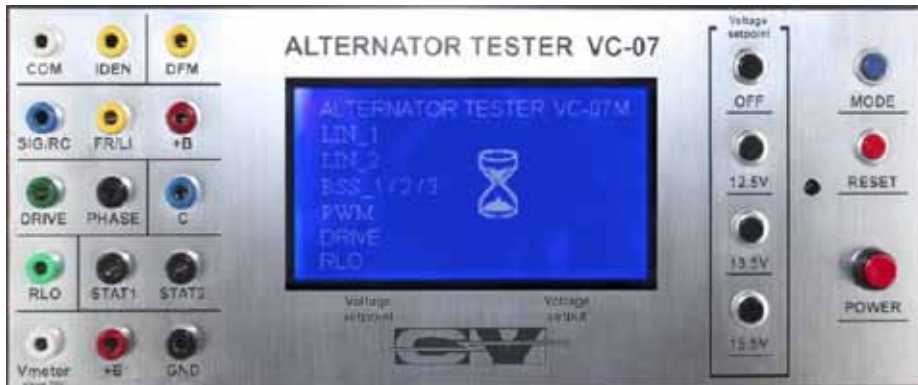 ALTERNATOR TESTER VC-07
COM IDEN DFM
SIG/RC FR/LI +B
DRIVE PHASE C
RLO STAT1 STAT2
Vmeter +B GND
ALTERNATOR TESTER VC-07M
LIN_1
LIN_2
BSS_1/2/3
PWM
DRIVE
RLO
Voltage setpoint
Voltage
GV
Voltage
setpoint
OFF
12.5V
13.5V
15.5V
MODE
RESET
POWER